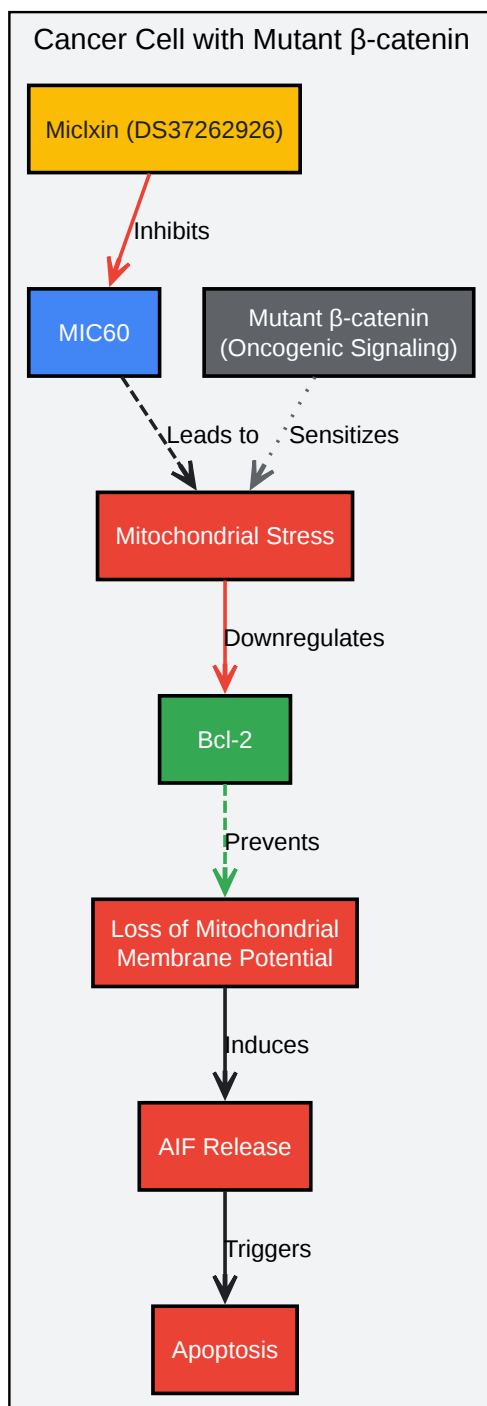 Cancer Cell with Mutant β-catenin
Miclxin (DS37262926)
Inhibits
MIC60
Mutant β-catenin
(Oncogenic Signaling)
Leads to
Sensitizes
Mitochondrial Stress
Downregulates
Bcl-2
Prevents
Loss of Mitochondrial
Membrane Potential
Induces
AIF Release
Triggers
Apoptosis